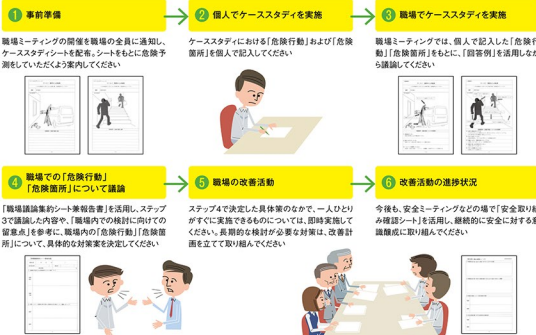 1 事前準備
職場ミーティングの開催を職場の全員に通知し、
ケーススタディシートを配布。シートをもとに危険予
測をしていただくよう案内してください
2 個人でケーススタディを実施
ケーススタディにおける「危険行動」および「危険
箇所」を個人で記入してください
3 職場でケーススタディを実施
職場ミーティングでは、個人で記入した「危険行
動」「危険箇所」をもとに、「回答例」を活用しなが
ら議論してください
4 職場での「危険行動」
「危険箇所」について議論
「職場議論集約シート兼報告書」を活用し、ステップ
3で議論した内容や、「職場内での検討に向けての
留意点」を参考に、職場内の「危険行動」「危険箇
所」について、具体的な対策案を決定してください
5 職場の改善活動
ステップ4で決定した具体策のなかで、一人ひとり
がすぐに実施できるものについては、即時実施して
ください。長期的な検討が必要な対策は、改善計
画を立てて取り組んでください
6 改善活動の進捗状況
今後も、安全ミーティングなどの場で「安全取り組
み確認シート」を活用し、継続的に安全に対する意
識醸成に取り組んでください